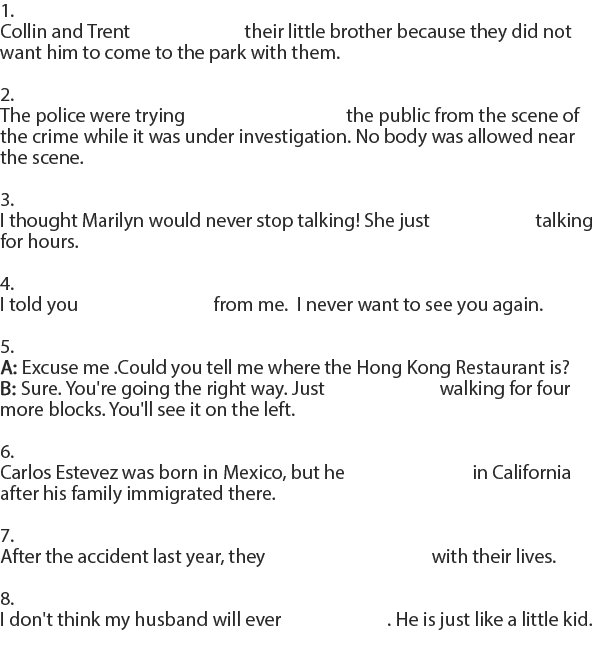 1.
Collin and Trent their little brother because they did not
want him to come to the park with them.
2.
The police were trying the public from the scene of
the crime while it was under investigation. No body was allowed near
the scene.
3.
I thought Marilyn would never stop talking! She just talking
for hours.
4.
I told you from me. I never want to see you again.
5.
A: Excuse me .Could you tell me where the Hong Kong Restaurant is?
B: Sure. You're going the right way. Just walking for four
more blocks. You'll see it on the left.
6.
Carlos Estevez was born in Mexico, but he in California
after his family immigrated there.
7.
After the accident last year, they with their lives.
8.
I don't think my husband will ever . He is just like a little kid.